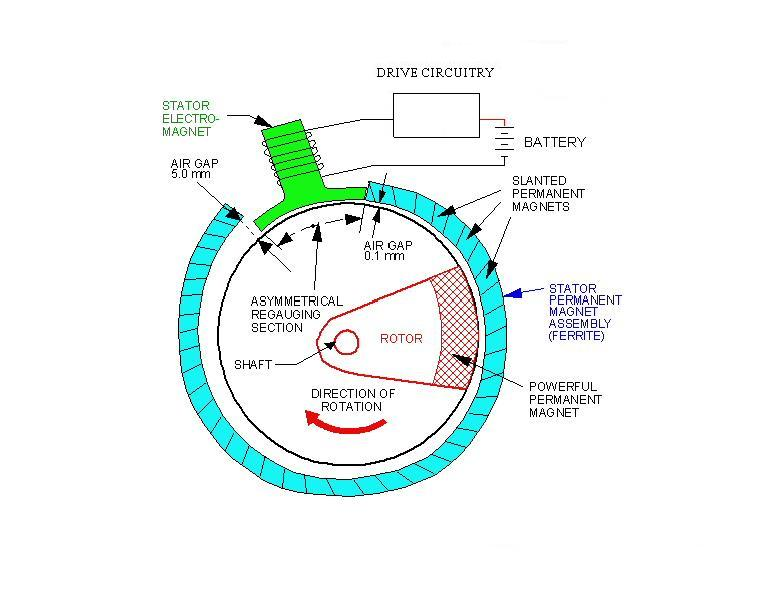 DRIVE CIRCUITRY
STATOR
ELECTRO-
MAGNET
BATTERY
AIR GAP
5.0 mm
SLANTED
PERMANENT
MAGNETS
AIR GAP
0.1 mm
ASYMMETRICAL
REGAUGING
SECTION
STATOR
PERMANENT
MAGNET
ASSEMBLY
(FERRITE)
ROTOR
SHAFT
POWERFUL
PERMANENT
MAGNET
DIRECTION OF
ROTATION